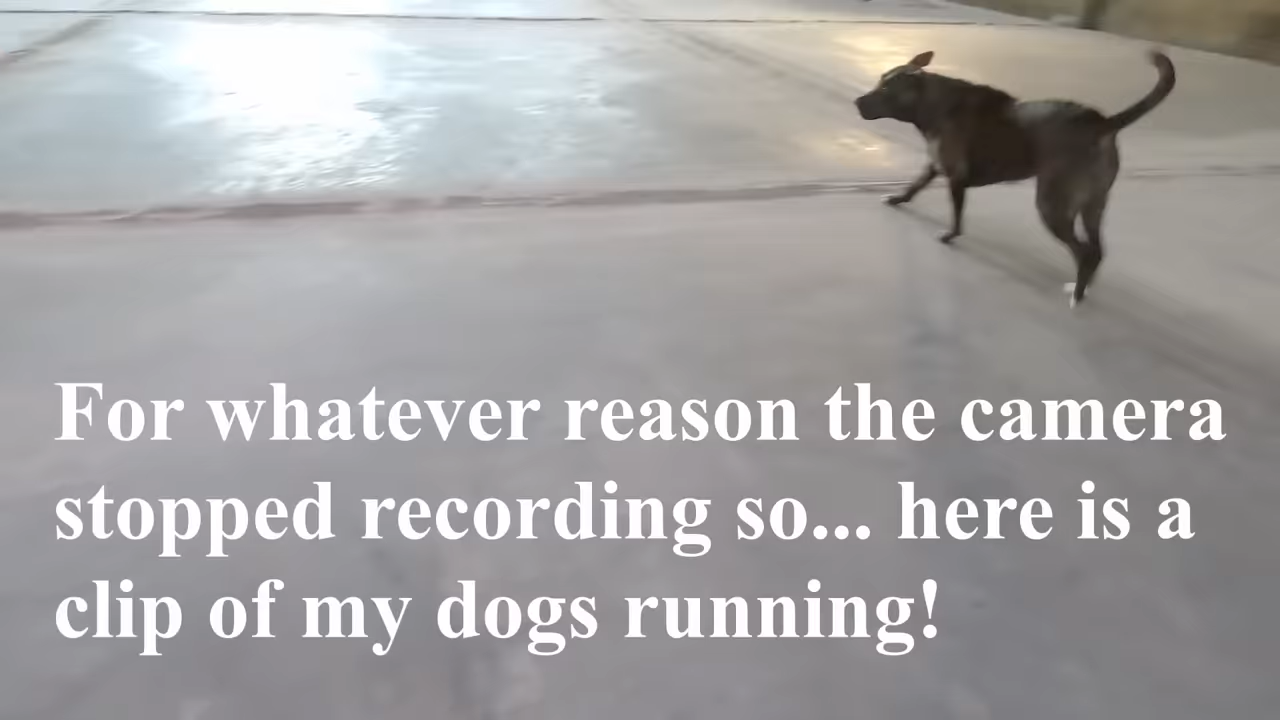 For whatever reason the camera
stopped recording so... here is a
clip of my dogs running!